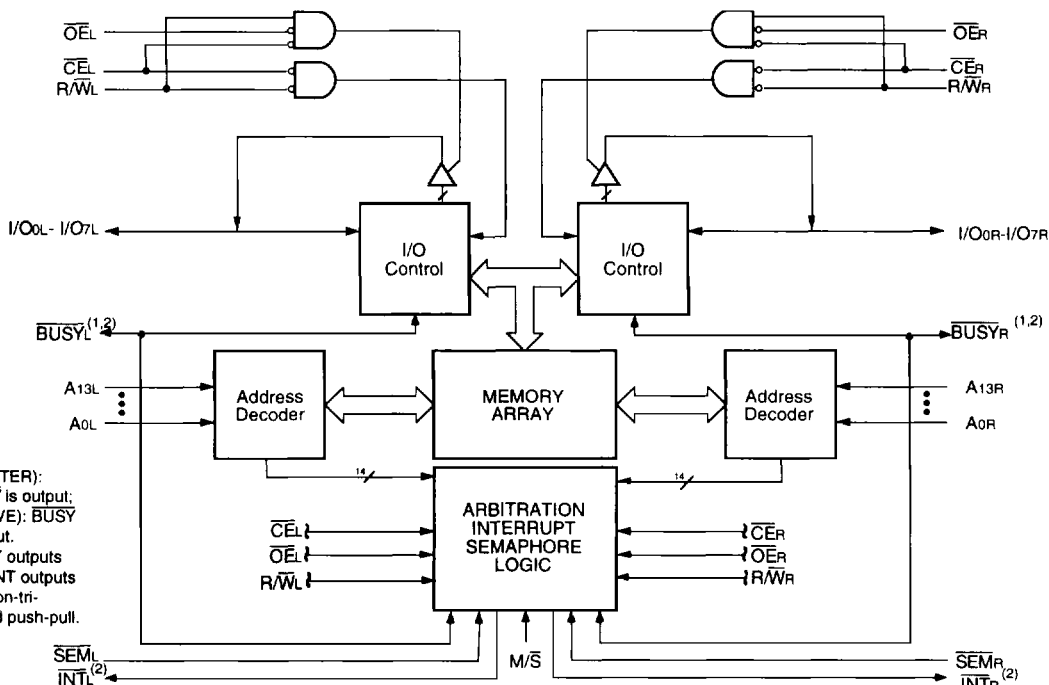 OEL
OER
CEL
CER
R/WL
R/WR
I/O0L- I/O7L
I/O Control
I/O Control
I/O0R-I/O7R
BUSYL (1,2)
BUSYR (1,2)
A13L
Address Decoder
MEMORY ARRAY
Address Decoder
A13R
A0L
A0R
14
14
TER):
is output;
VE): BUSY
ut.
outputs
NT outputs
on-tri-
push-pull.
ARBITRATION
INTERRUPT
SEMAPHORE
LOGIC
CEL
OEL
R/WL
CER
OER
R/WR
SEML
M/S
SEMR
INTL (2)
INTR (2)